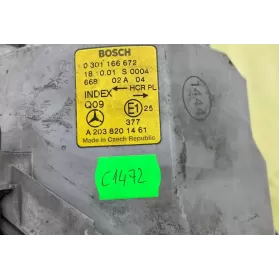 BOSCH
0 301 166 672
18.10.01 S 0004
668 02 A 04
INDEX ← HCR PL
Q09 E1 25
377
A 203 820 14 61
Made in Czech Republic
C1472
1444